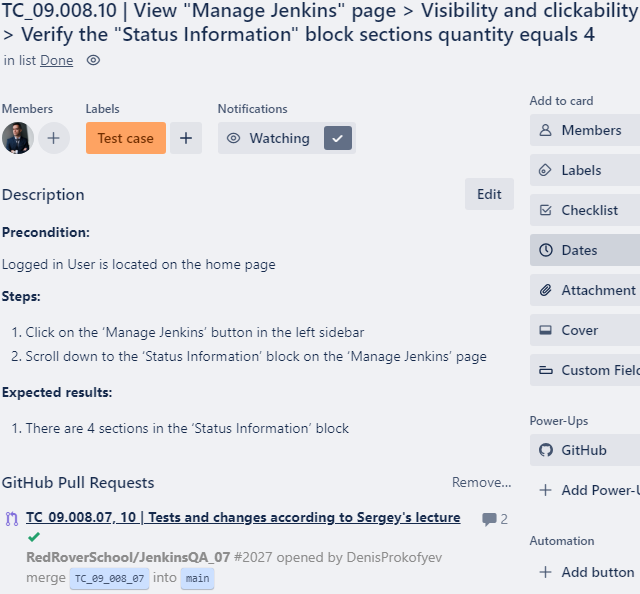 TC_09.008.10 | View "Manage Jenkins" page > Visibility and clickability
> Verify the "Status Information" block sections quantity equals 4
in list Done
Members
Labels
Notifications
Test case
Watching
Description
Edit
Precondition:
Logged in User is located on the home page
Steps:
1. Click on the ‘Manage Jenkins’ button in the left sidebar
2. Scroll down to the ‘Status Information’ block on the ‘Manage Jenkins’ page
Expected results:
1. There are 4 sections in the ‘Status Information’ block
GitHub Pull Requests
Remove...
TC_09.008.07, 10 | Tests and changes according to Sergey's lecture
2
RedRoverSchool/JenkinsQA_07 #2027 opened by DenisProkofyev
merge TC_09_008_07 into main
Add to card
Members
Labels
Checklist
Dates
Attachment
Cover
Custom Fiel
Power-Ups
GitHub
Add Power-U
Automation
Add button